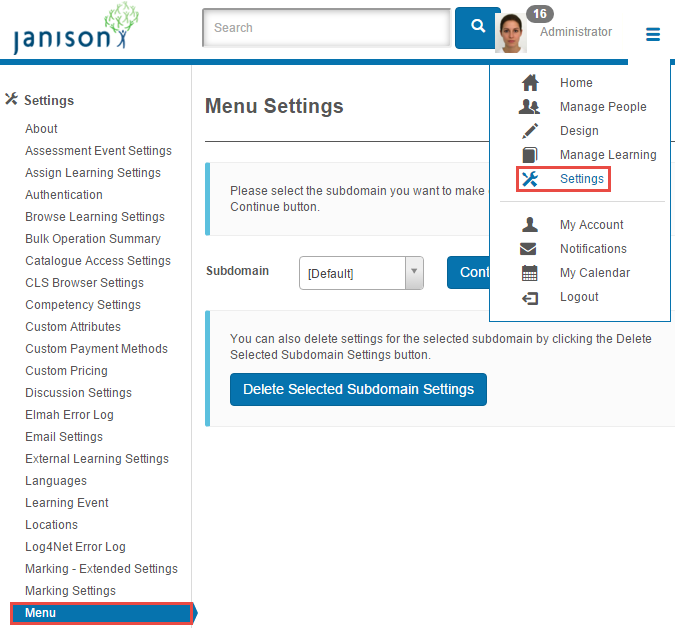 janison
Search
16
Administrator
Home
Manage People
Design
Manage Learning
Settings
My Account
Notifications
My Calendar
Logout
Settings
About
Assessment Event Settings
Assign Learning Settings
Authentication
Browse Learning Settings
Bulk Operation Summary
Catalogue Access Settings
CLS Browser Settings
Competency Settings
Custom Attributes
Custom Payment Methods
Custom Pricing
Discussion Settings
Elmah Error Log
Email Settings
External Learning Settings
Languages
Learning Event
Locations
Log4Net Error Log
Marking - Extended Settings
Marking Settings
Menu
Menu Settings
Please select the subdomain you want to make
Continue button.
Subdomain
[Default]
Cont
You can also delete settings for the selected subdomain by clicking the Delete
Selected Subdomain Settings button.
Delete Selected Subdomain Settings